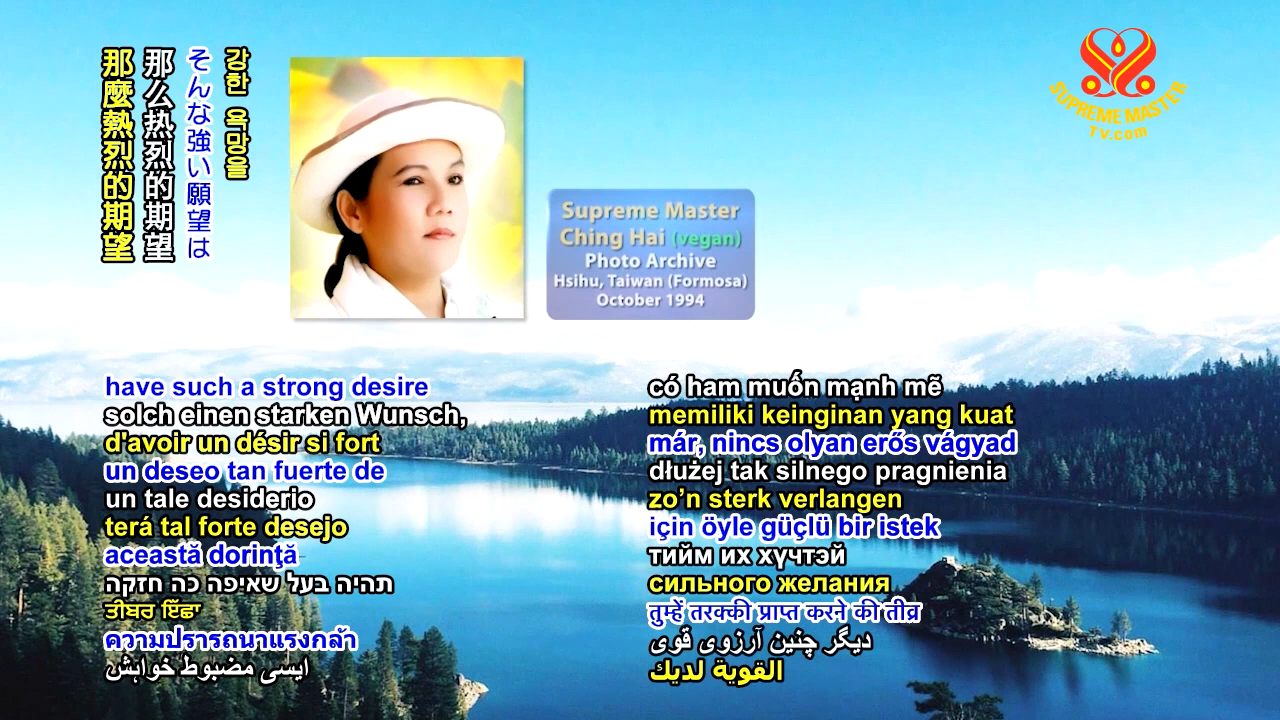 那麼熱烈的期望
那么热烈的期望
そんな強い願望は
강한 욕망을
SUPREME MASTER
TV.com
Supreme Master
Ching Hai (vegan)
Photo Archive
Hsihu, Taiwan (Formosa)
October 1994
have such a strong desire
solch einen starken Wunsch,
d'avoir un désir si fort
un deseo tan fuerte de
un tale desiderio
terá tal forte desejo
această dorinţă
תהיה בעל שאיפה כה חזקה
ਤੀਬਰ ਇੱਛਾ
ความปรารถนาแรงกล้า
ایسی مضبوط خواہش
có ham muốn mạnh mẽ
memiliki keinginan yang kuat
már, nincs olyan erős vágyad
dłużej tak silnego pragnienia
zo’n sterk verlangen
için öyle güçlü bir istek
тийм их хүчтэй
сильного желания
तुम्हें तरक्की प्राप्त करने की तीव्र
دیگر چنین آرزوی قوی
القوية لديك